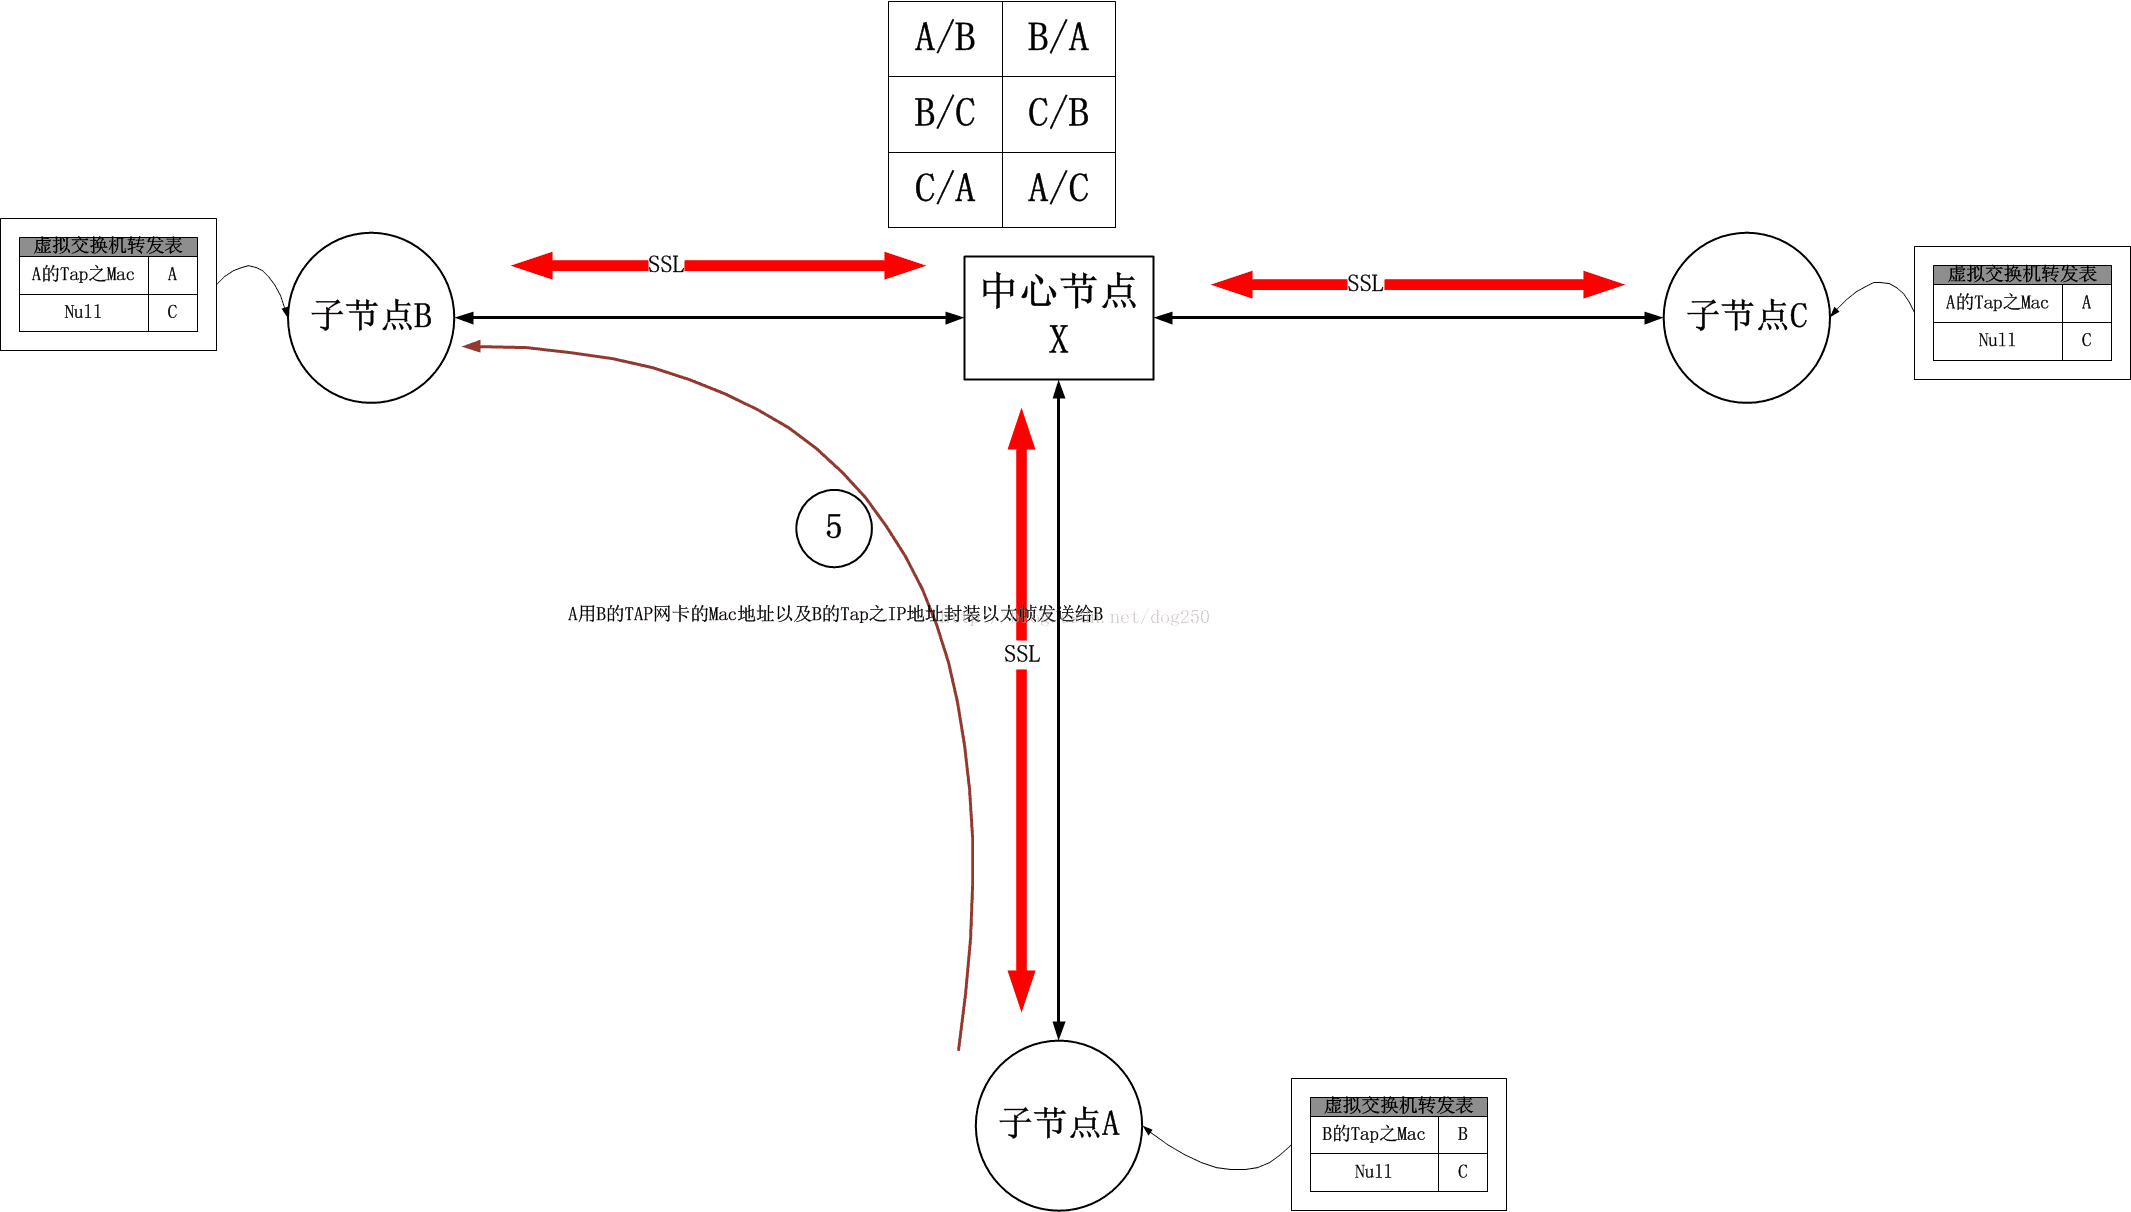 A/B B/A
B/C C/B
C/A A/C
虚拟交换机转发表
A的Tap之Mac A
Null C
子节点B
SSL
中心节点
X
SSL
子节点C
虚拟交换机转发表
A的Tap之Mac A
Null C
5
A用B的TAP网卡的Mac地址以及B的Tap之IP地址封装以太帧发送给B
.net/dog250
SSL
子节点A
虚拟交换机转发表
B的Tap之Mac B
Null C